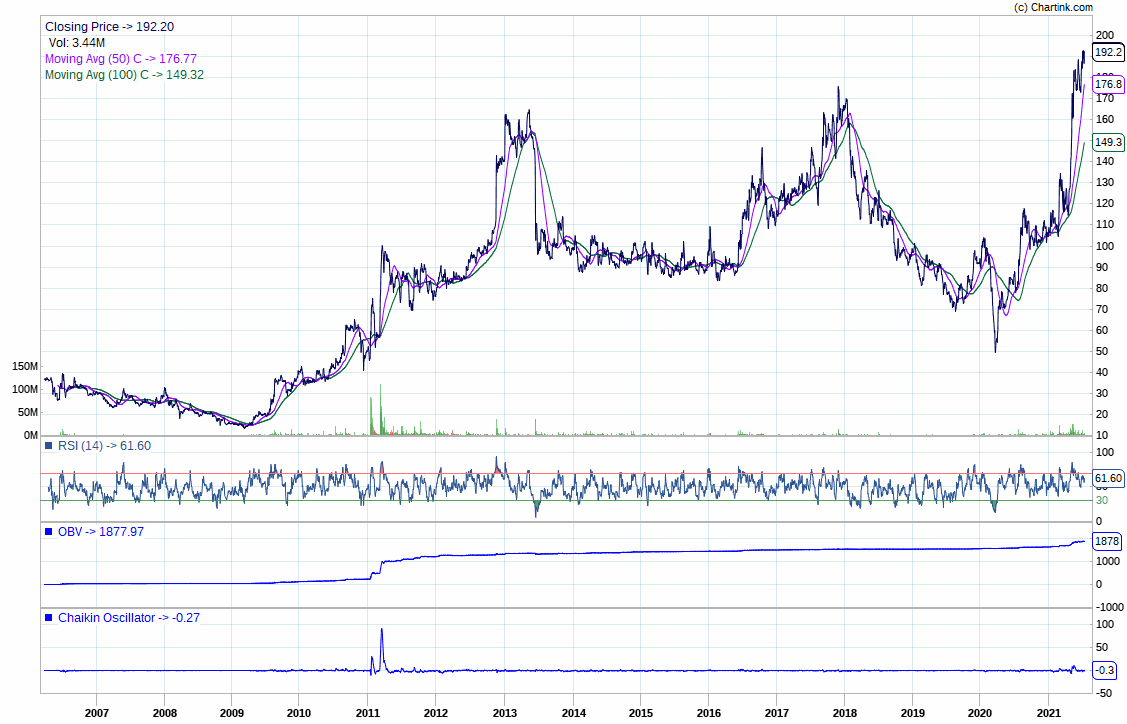 (c) Chartink.com
Closing Price -> 192.20
Vol: 3.44M
Moving Avg (50) C -> 176.77
Moving Avg (100) C -> 149.32
200
192.2
176.8
170
160
149.3
140
130
120
110
100
90
80
70
60
50
40
30
20
10
150M
100M
50M
0M
RSI (14) -> 61.60
100
61.60
30
0
OBV -> 1877.97
1878
1000
0
-1000
Chaikin Oscillator -> -0.27
100
50
-0.3
-50
2007 2008 2009 2010 2011 2012 2013 2014 2015 2016 2017 2018 2019 2020 2021